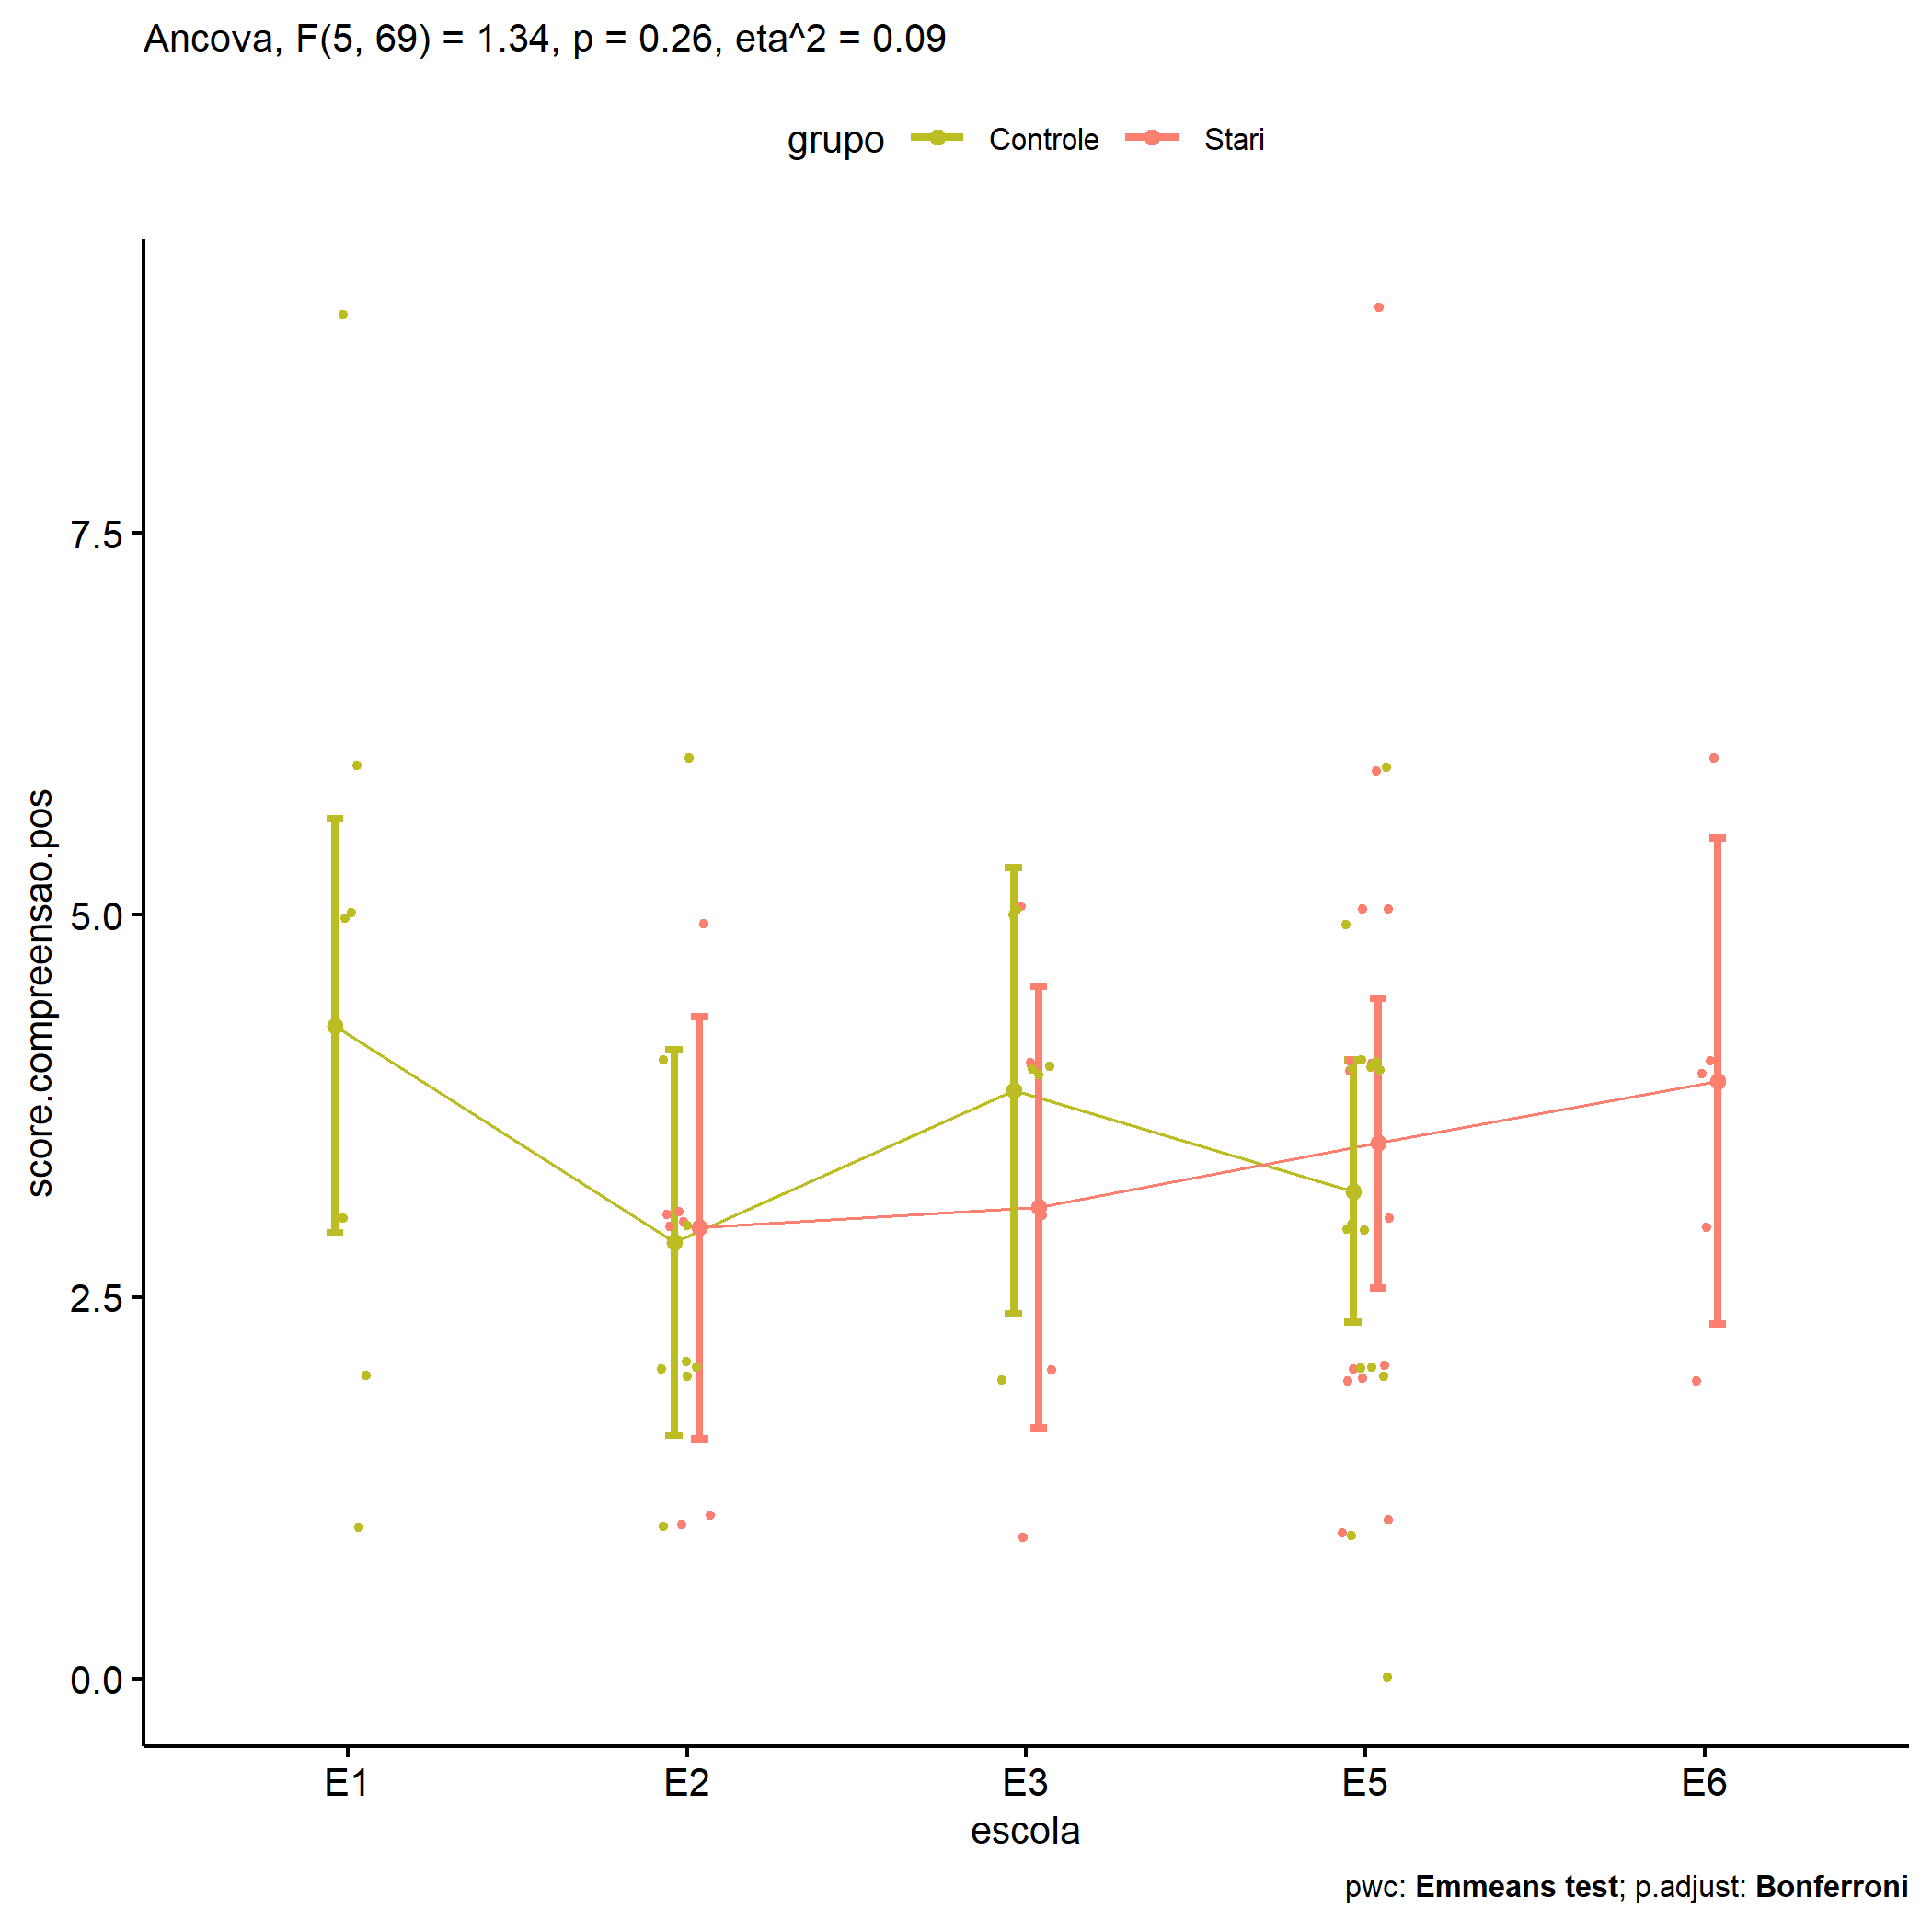 Ancova, F(5, 69) = 1.34, p = 0.26, eta^2 = 0.09
grupo Controle Stari
score.compreensao.pos
7.5
5.0
2.5
0.0
E1 E2 E3 E5 E6
escola
pwc: Emmeans test; p.adjust: Bonferroni